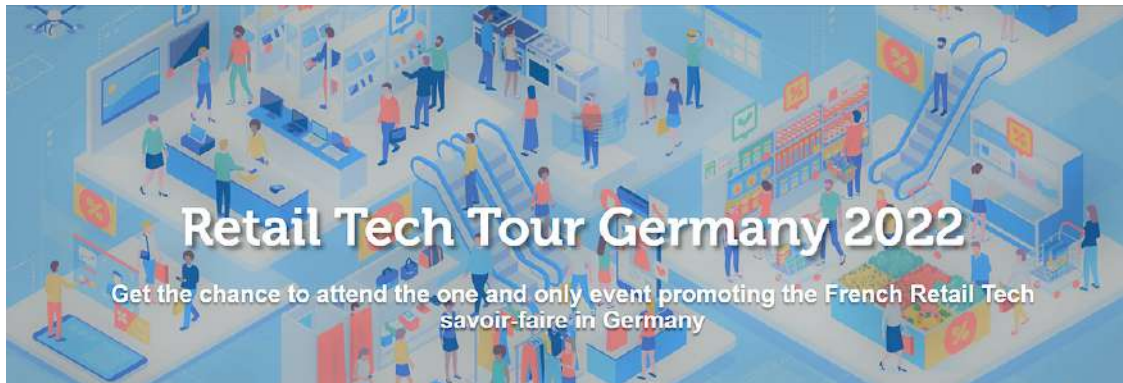 Retail Tech Tour Germany 2022
Get the chance to attend the one and only event promoting the French Retail Tech
savoir-faire in Germany